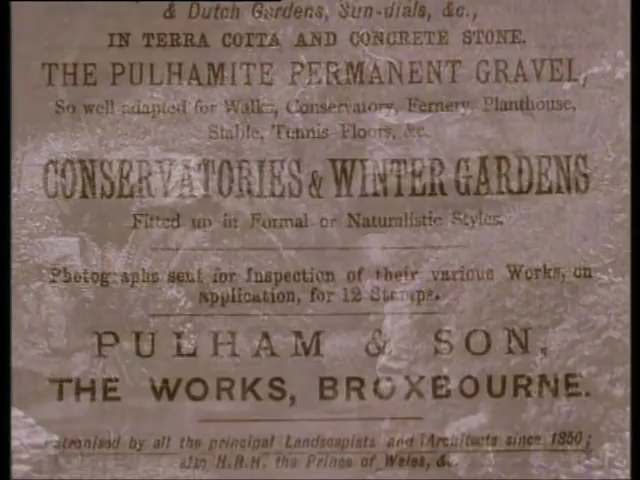 & Dutch Gardens, Sun-dials, &c.,
IN TERRA COTTA AND CONCRETE STONE.
THE PULHAMITE PERMANENT GRAVEL,
So well adapted for Walks, Conservatory, Fernery, Planthouse,
Stable, Tennis Floors, &c.
CONSERVATORIES & WINTER GARDENS
Fitted up in Formal or Naturalistic Styles.
Photographs sent for Inspection of their various Works, on
application, for 12 Stamps.
PULHAM & SON,
THE WORKS, BROXBOURNE.
Patronised by all the principal Landscapists and Architects since 1850;
also H.R.H. the Prince of Wales, &c.